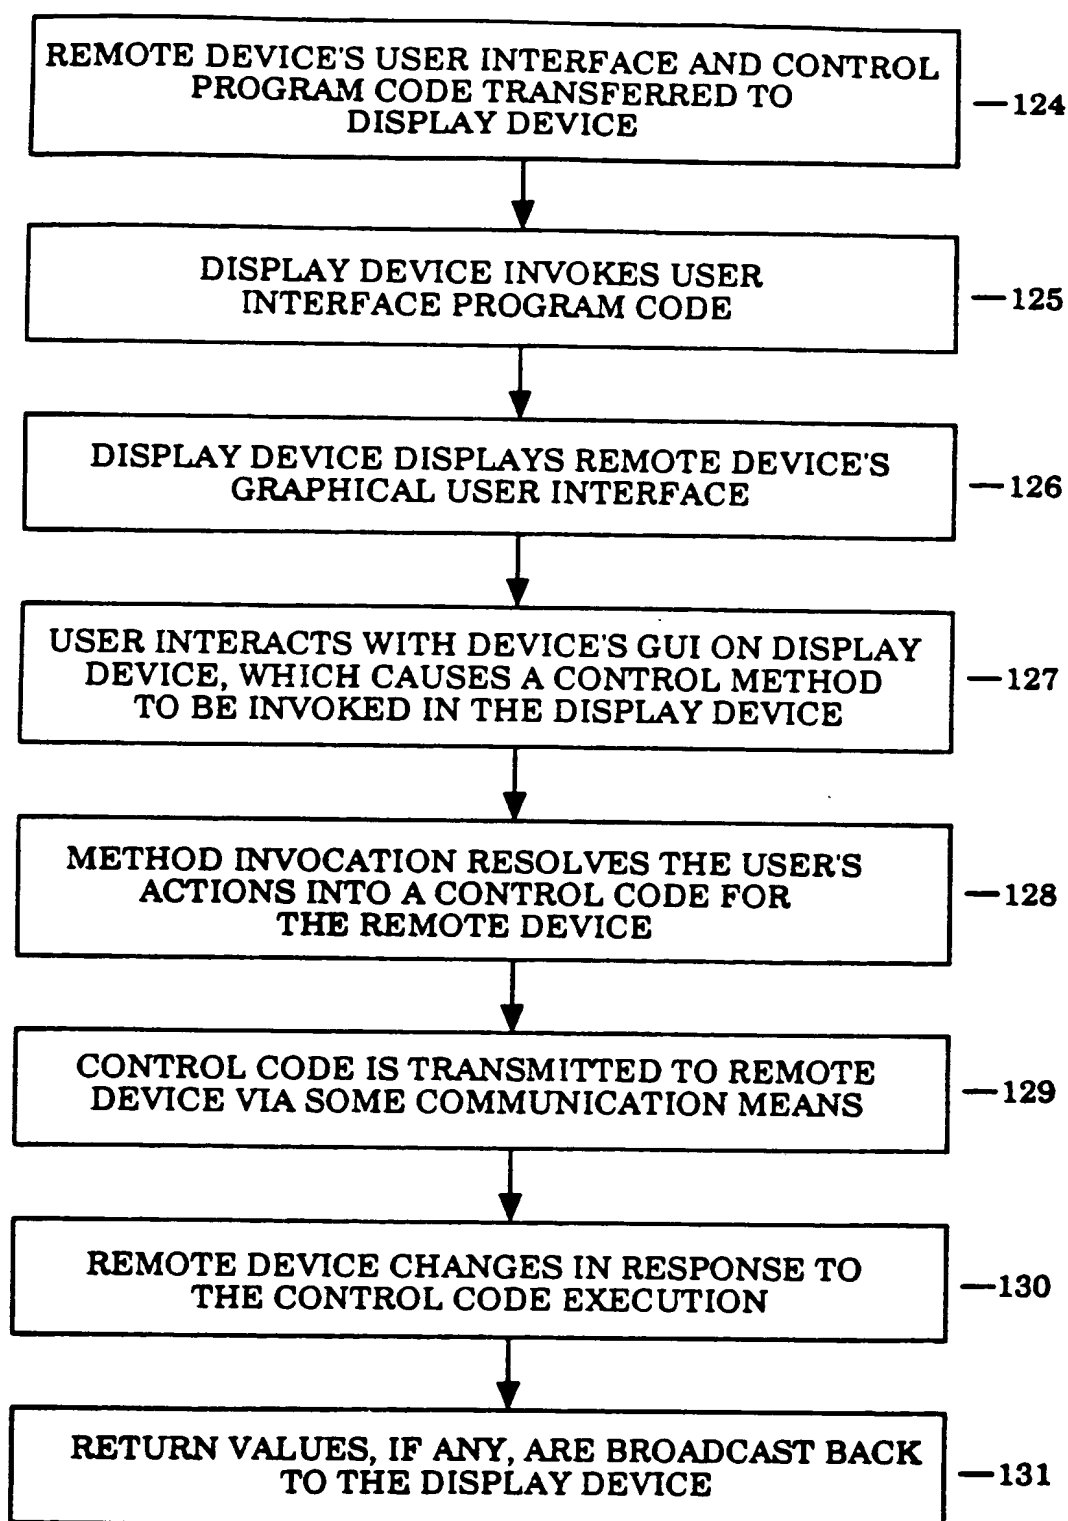 REMOTE DEVICE'S USER INTERFACE AND CONTROL
PROGRAM CODE TRANSFERRED TO
DISPLAY DEVICE
—124
DISPLAY DEVICE INVOKES USER
INTERFACE PROGRAM CODE
—125
DISPLAY DEVICE DISPLAYS REMOTE DEVICE'S
GRAPHICAL USER INTERFACE
—126
USER INTERACTS WITH DEVICE'S GUI ON DISPLAY
DEVICE, WHICH CAUSES A CONTROL METHOD
TO BE INVOKED IN THE DISPLAY DEVICE
—127
METHOD INVOCATION RESOLVES THE USER'S
ACTIONS INTO A CONTROL CODE FOR
THE REMOTE DEVICE
—128
CONTROL CODE IS TRANSMITTED TO REMOTE
DEVICE VIA SOME COMMUNICATION MEANS
—129
REMOTE DEVICE CHANGES IN RESPONSE TO
THE CONTROL CODE EXECUTION
—130
RETURN VALUES, IF ANY, ARE BROADCAST BACK
TO THE DISPLAY DEVICE
—131